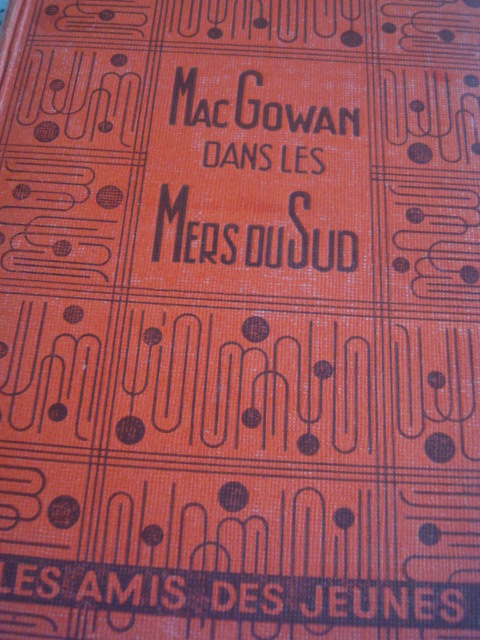 MACGOWAN
DANS LES
MERS DU SUD
LES AMIS DES JEUNES